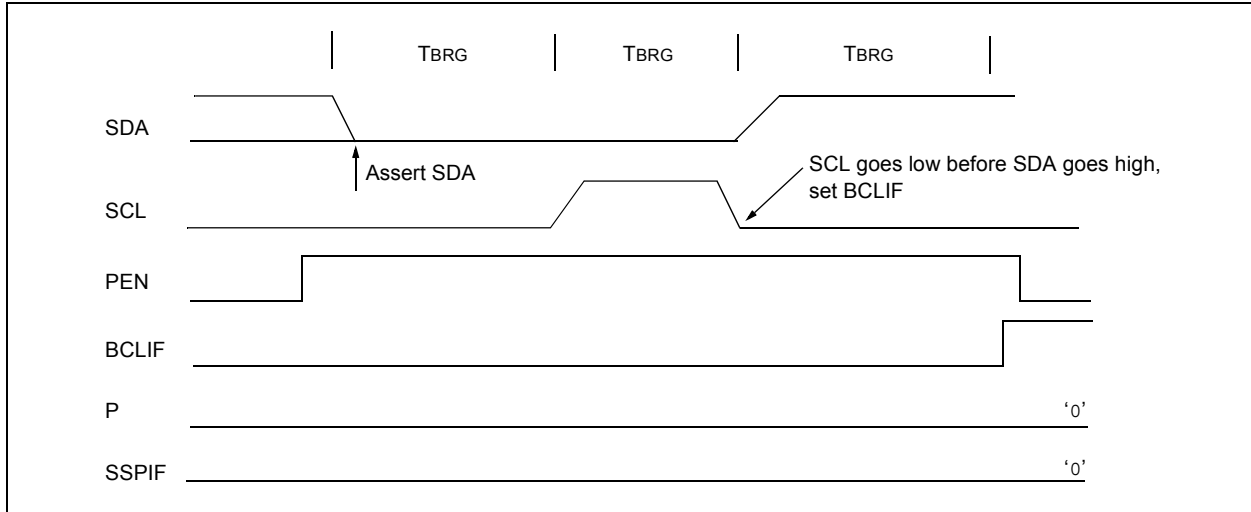 TBRG TBRG TBRG
SDA
Assert SDA
SCL goes low before SDA goes high,
set BCLIF
SCL
PEN
BCLIF
P
‘0’
SSPIF
‘0’